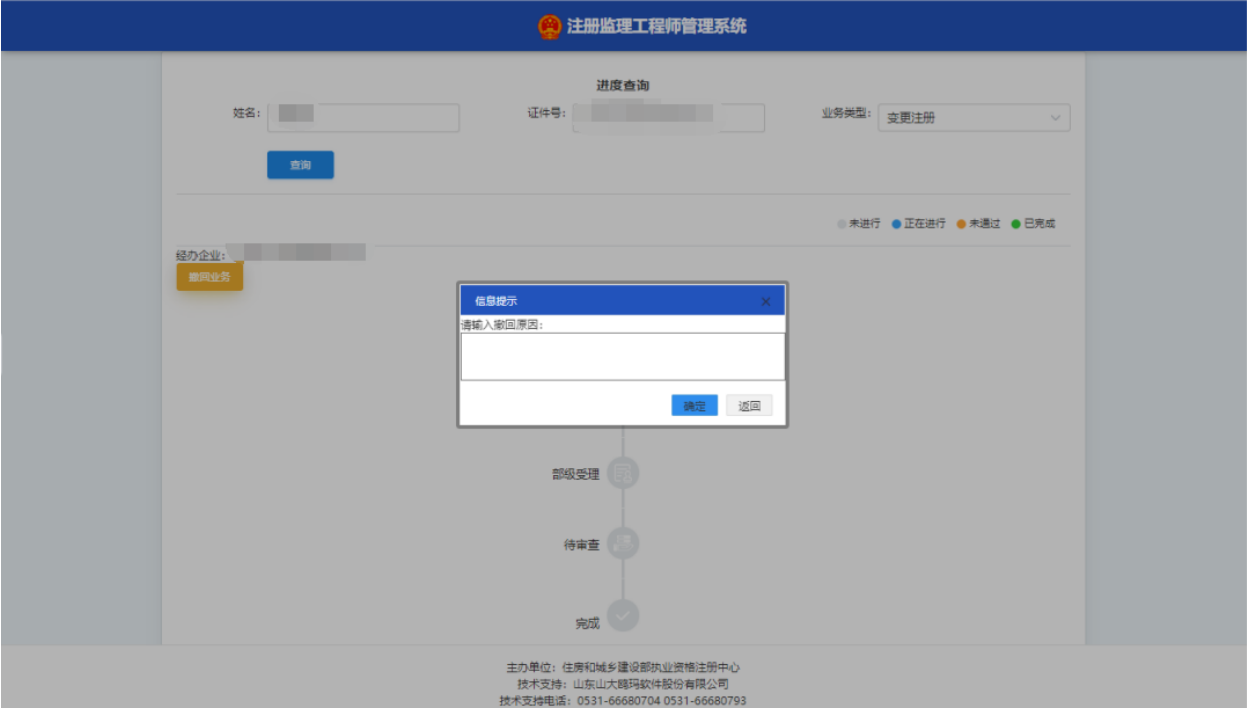 注册监理工程师管理系统
进度查询
姓名： 证件号： 业务类型： 变更注册
查询
未进行 正在进行 未通过 已完成
经办企业：
撤回业务
信息提示
请输入撤回原因：
确定 返回
部级受理
待审查
完成
主办单位：住房和城乡建设部执业资格注册中心
技术支持：山东山大鸥玛软件股份有限公司
技术支持电话：0531-66680704 0531-66680793